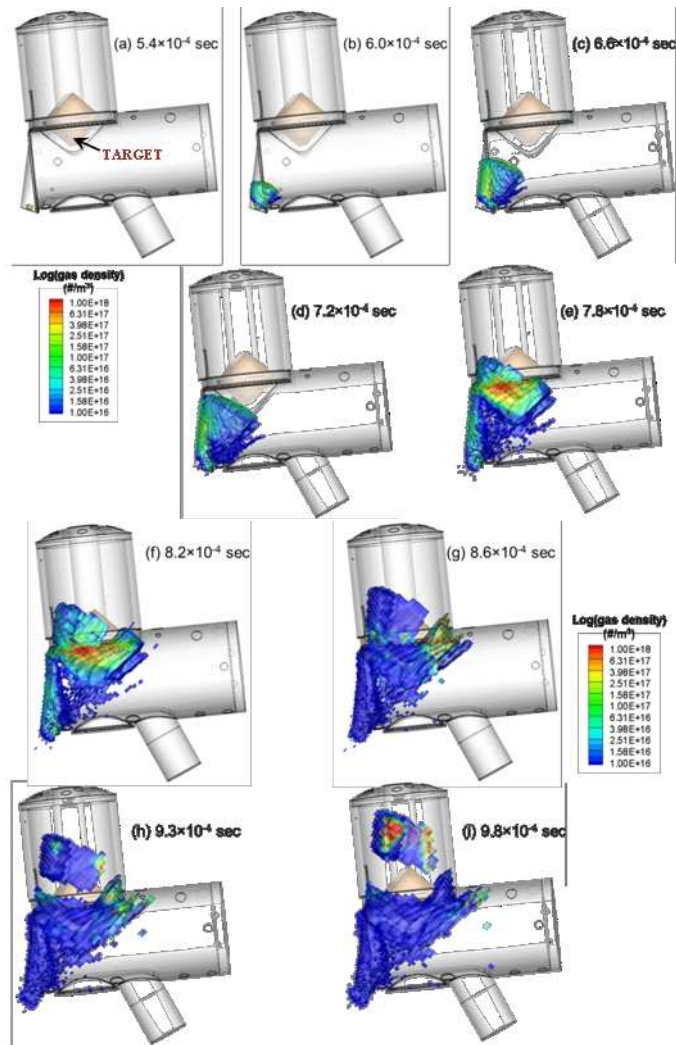 (a) 5.4×10⁻⁴ sec
(b) 6.0×10⁻⁴ sec
(c) 6.6×10⁻⁴ sec
TARGET
Log(gas density)
(#/m³)
1.00E+18
6.31E+17
3.98E+17
2.51E+17
1.58E+17
1.00E+17
6.31E+16
3.98E+16
2.51E+16
1.58E+16
1.00E+16
(d) 7.2×10⁻⁴ sec
(e) 7.8×10⁻⁴ sec
(f) 8.2×10⁻⁴ sec
(g) 8.6×10⁻⁴ sec
Log(gas density)
(#/m³)
1.00E+18
6.31E+17
3.98E+17
2.51E+17
1.58E+17
1.00E+17
6.31E+16
3.98E+16
2.51E+16
1.58E+16
1.00E+16
(h) 9.3×10⁻⁴ sec
(i) 9.8×10⁻⁴ sec